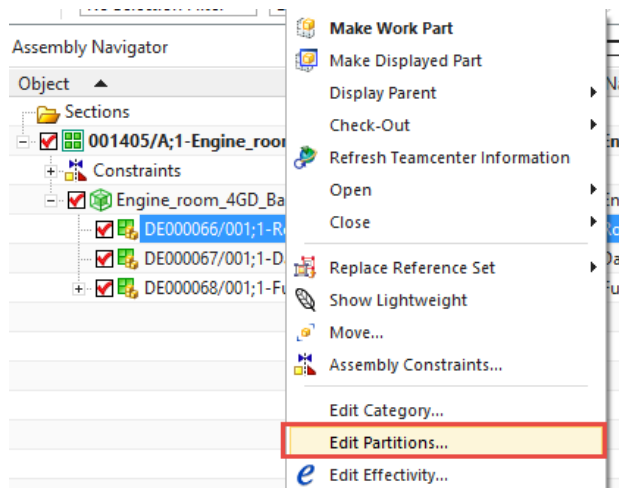 Assembly Navigator
Object
Sections
001405/A;1-Engine_roo
Constraints
Engine_room_4GD_Ba
DE000066/001;1-R
DE000067/001;1-D
DE000068/001;1-Fu
Make Work Part
Make Displayed Part
Display Parent
Check-Out
Refresh Teamcenter Information
Open
Close
Replace Reference Set
Show Lightweight
Move...
Assembly Constraints...
Edit Category...
Edit Partitions...
Edit Effectivity...